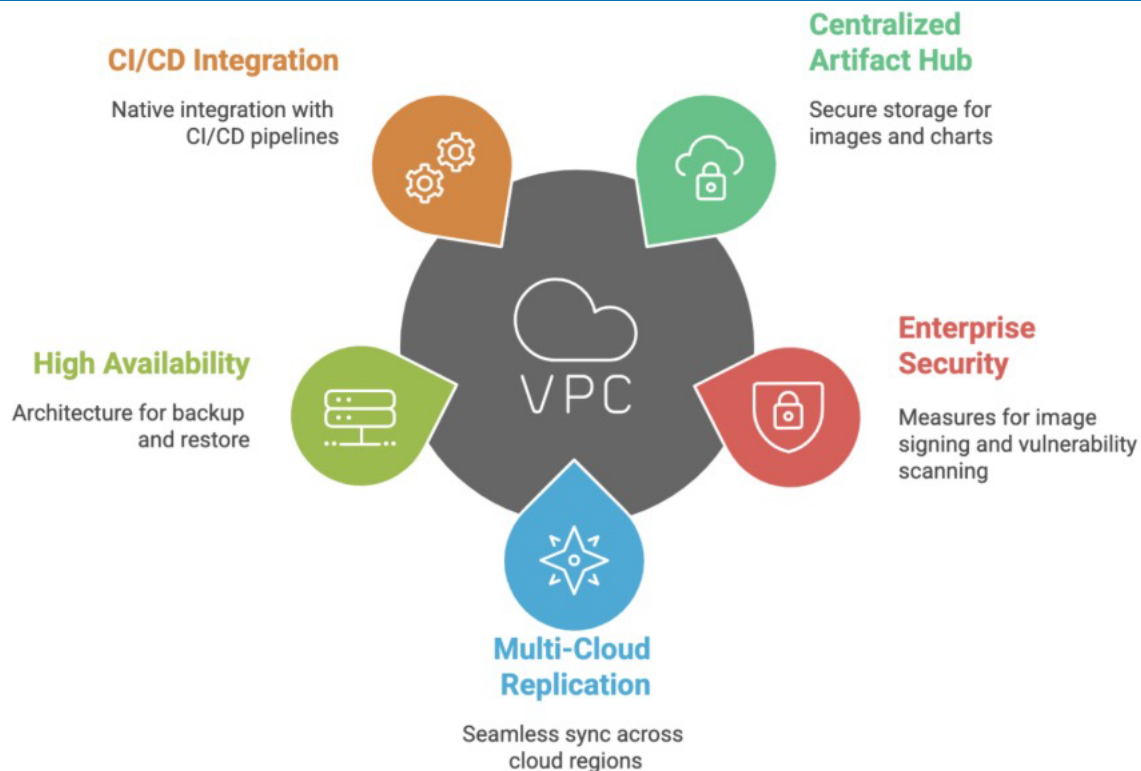 CI/CD Integration
Native integration with
CI/CD pipelines
Centralized
Artifact Hub
Secure storage for
images and charts
High Availability
Architecture for backup
and restore
VPC
Enterprise
Security
Measures for image
signing and vulnerability
scanning
Multi-Cloud
Replication
Seamless sync across
cloud regions